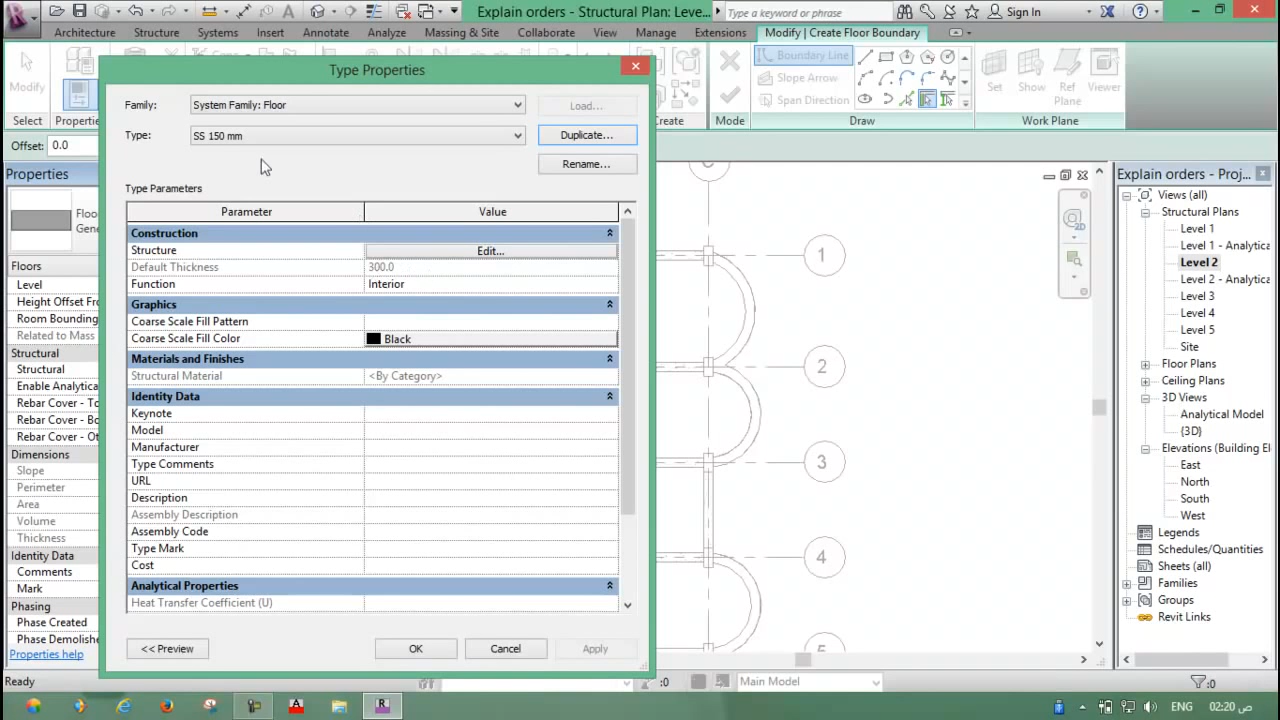 Explain orders - Structural Plan: Leve...
Type a keyword or phrase
Sign In
Architecture
Structure
Systems
Insert
Annotate
Analyze
Massing & Site
Collaborate
View
Manage
Extensions
Modify | Create Floor Boundary
Modify
Boundary Line
Slope Arrow
Span Direction
Set
Show
Ref
Plane
Viewer
Select
Properties
Create
Mode
Draw
Work Plane
Offset: 0.0
Type Properties
Family:
System Family: Floor
Load...
Type:
SS 150 mm
Duplicate...
Rename...
Type Parameters
Parameter
Value
Construction
Structure
Edit...
Default Thickness
300.0
Function
Interior
Graphics
Coarse Scale Fill Pattern
Coarse Scale Fill Color
Black
Materials and Finishes
Structural Material
<By Category>
Identity Data
Keynote
Model
Manufacturer
Type Comments
URL
Description
Assembly Description
Assembly Code
Type Mark
Cost
Analytical Properties
Heat Transfer Coefficient (U)
<< Preview
OK
Cancel
Apply
Properties
Floo
Gene
Floors
Level
Height Offset Fro
Room Bounding
Related to Mass
Structural
Structural
Enable Analytica
Rebar Cover - To
Rebar Cover - Bo
Rebar Cover - Ot
Dimensions
Slope
Perimeter
Area
Volume
Thickness
Identity Data
Comments
Mark
Phasing
Phase Created
Phase Demolishe
Properties help
1
2
3
4
5
2D
Explain orders - Proj...
Views (all)
Structural Plans
Level 1
Level 1 - Analytica
Level 2
Level 2 - Analytica
Level 3
Level 4
Level 5
Site
Floor Plans
Ceiling Plans
3D Views
Analytical Model
{3D}
Elevations (Building El
East
North
South
West
Legends
Schedules/Quantities
Sheets (all)
Families
Groups
Revit Links
Ready
:0
Main Model
:0
ENG
02:20 ص